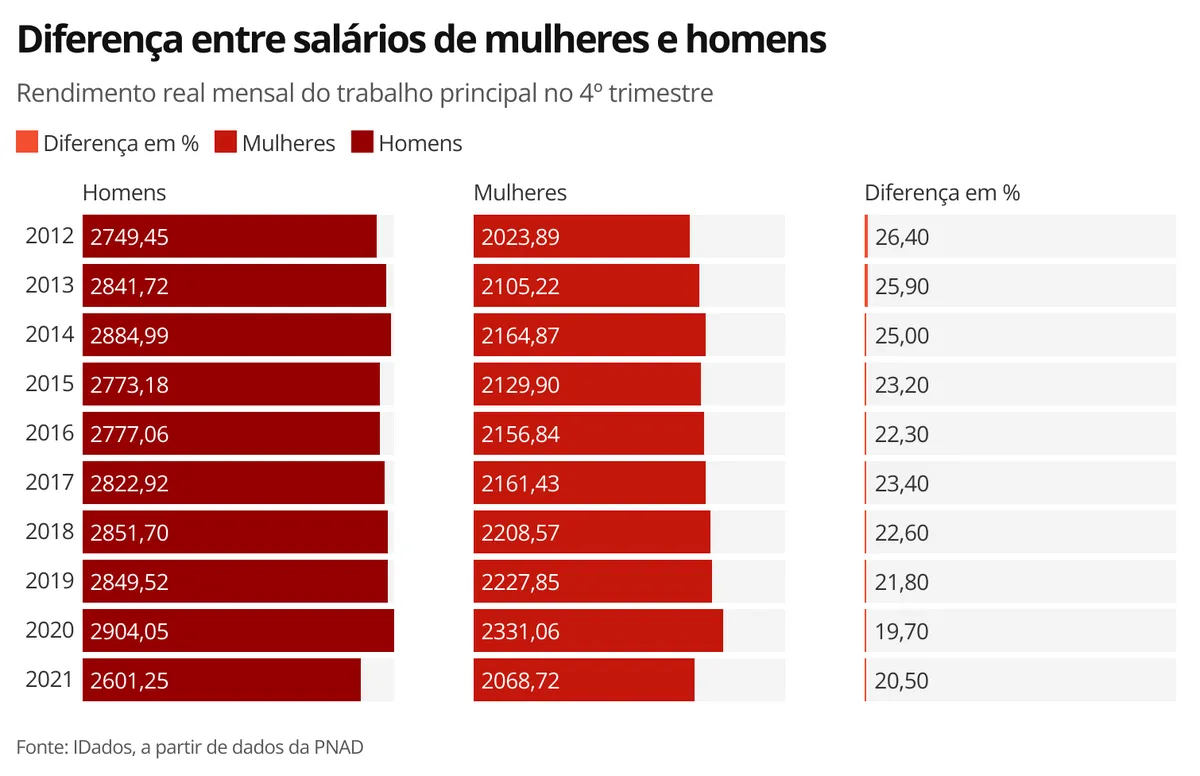 Diferença entre salários de mulheres e homens
Rendimento real mensal do trabalho principal no 4º trimestre
Diferença em % Mulheres Homens
Homens Mulheres Diferença em %
2012 2749,45 2023,89 26,40
2013 2841,72 2105,22 25,90
2014 2884,99 2164,87 25,00
2015 2773,18 2129,90 23,20
2016 2777,06 2156,84 22,30
2017 2822,92 2161,43 23,40
2018 2851,70 2208,57 22,60
2019 2849,52 2227,85 21,80
2020 2904,05 2331,06 19,70
2021 2601,25 2068,72 20,50
Fonte: IDados, a partir de dados da PNAD